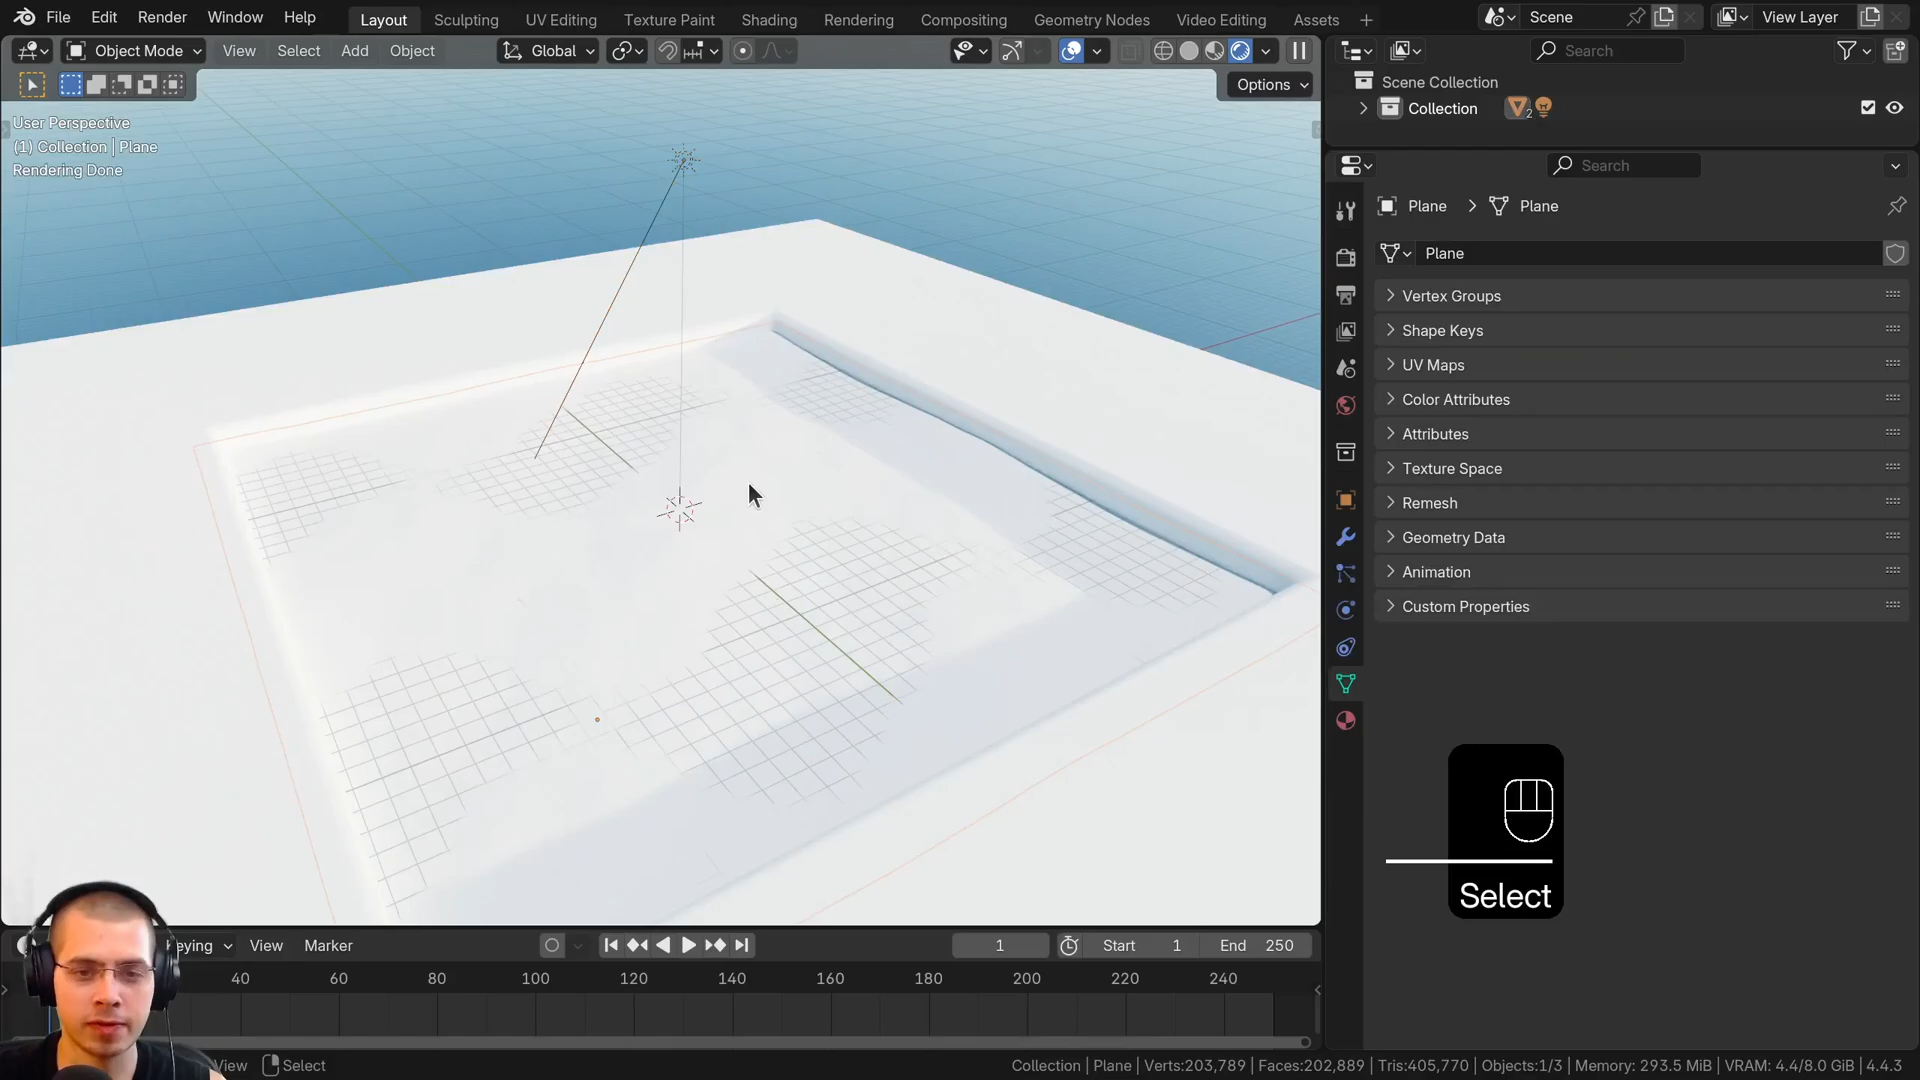 File Edit Render Window Help Layout Sculpting UV Editing Texture Paint Shading Animation Rendering Compositing Geometry Nodes Video Editing Assets + Scene View Layer
Object Mode View Select Add Object Global Search
Options
Scene Collection
Collection 2
User Perspective
(1) Collection | Plane
Rendering Done
Search
Plane > Plane
Plane
Vertex Groups
Shape Keys
UV Maps
Color Attributes
Attributes
Texture Space
Remesh
Geometry Data
Animation
Custom Properties
Select
View Marker 1 Start 1 End 250
40 60 80 100 120 140 160 180 200 220 240
Select
Collection | Plane | Verts:203,789 | Faces:202,889 | Tris:405,770 | Objects:1/3 | Memory: 293.5 MiB | VRAM: 4.4/8.0 GiB | 4.4.3